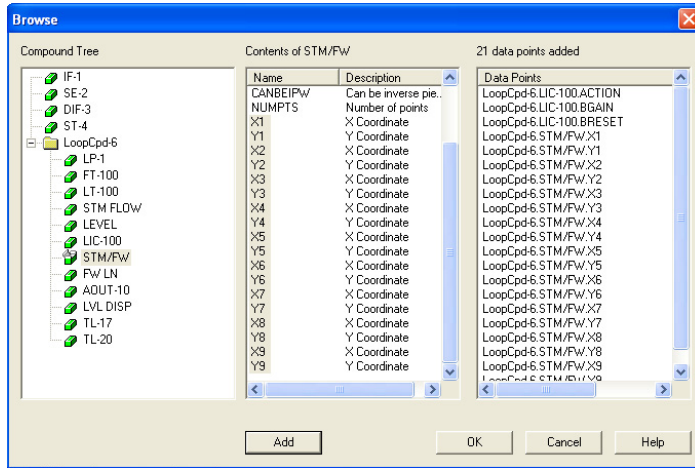 Browse
Compound Tree
IF-1
SE-2
DIF-3
ST-4
LoopCpd-6
LP-1
FT-100
LT-100
STM FLOW
LEVEL
LIC-100
STM/FW
FW LN
AOUT-10
LVL DISP
TL-17
TL-20
Contents of STM/FW
Name Description
CANBEIPW Can be inverse pie..
NUMPTS Number of points
X1 X Coordinate
Y1 Y Coordinate
X2 X Coordinate
Y2 Y Coordinate
X3 X Coordinate
Y3 Y Coordinate
X4 X Coordinate
Y4 Y Coordinate
X5 X Coordinate
Y5 Y Coordinate
X6 X Coordinate
Y6 Y Coordinate
X7 X Coordinate
Y7 Y Coordinate
X8 X Coordinate
Y8 Y Coordinate
X9 X Coordinate
Y9 Y Coordinate
21 data points added
Data Points
LoopCpd-6.LIC-100.ACTION
LoopCpd-6.LIC-100.BGAIN
LoopCpd-6.LIC-100.BRESET
LoopCpd-6.STM/FW.X1
LoopCpd-6.STM/FW.Y1
LoopCpd-6.STM/FW.X2
LoopCpd-6.STM/FW.Y2
LoopCpd-6.STM/FW.X3
LoopCpd-6.STM/FW.Y3
LoopCpd-6.STM/FW.X4
LoopCpd-6.STM/FW.Y4
LoopCpd-6.STM/FW.X5
LoopCpd-6.STM/FW.Y5
LoopCpd-6.STM/FW.X6
LoopCpd-6.STM/FW.Y6
LoopCpd-6.STM/FW.X7
LoopCpd-6.STM/FW.Y7
LoopCpd-6.STM/FW.X8
LoopCpd-6.STM/FW.Y8
LoopCpd-6.STM/FW.X9
LoopCpd-6.STM/FW.Y9
Add OK Cancel Help